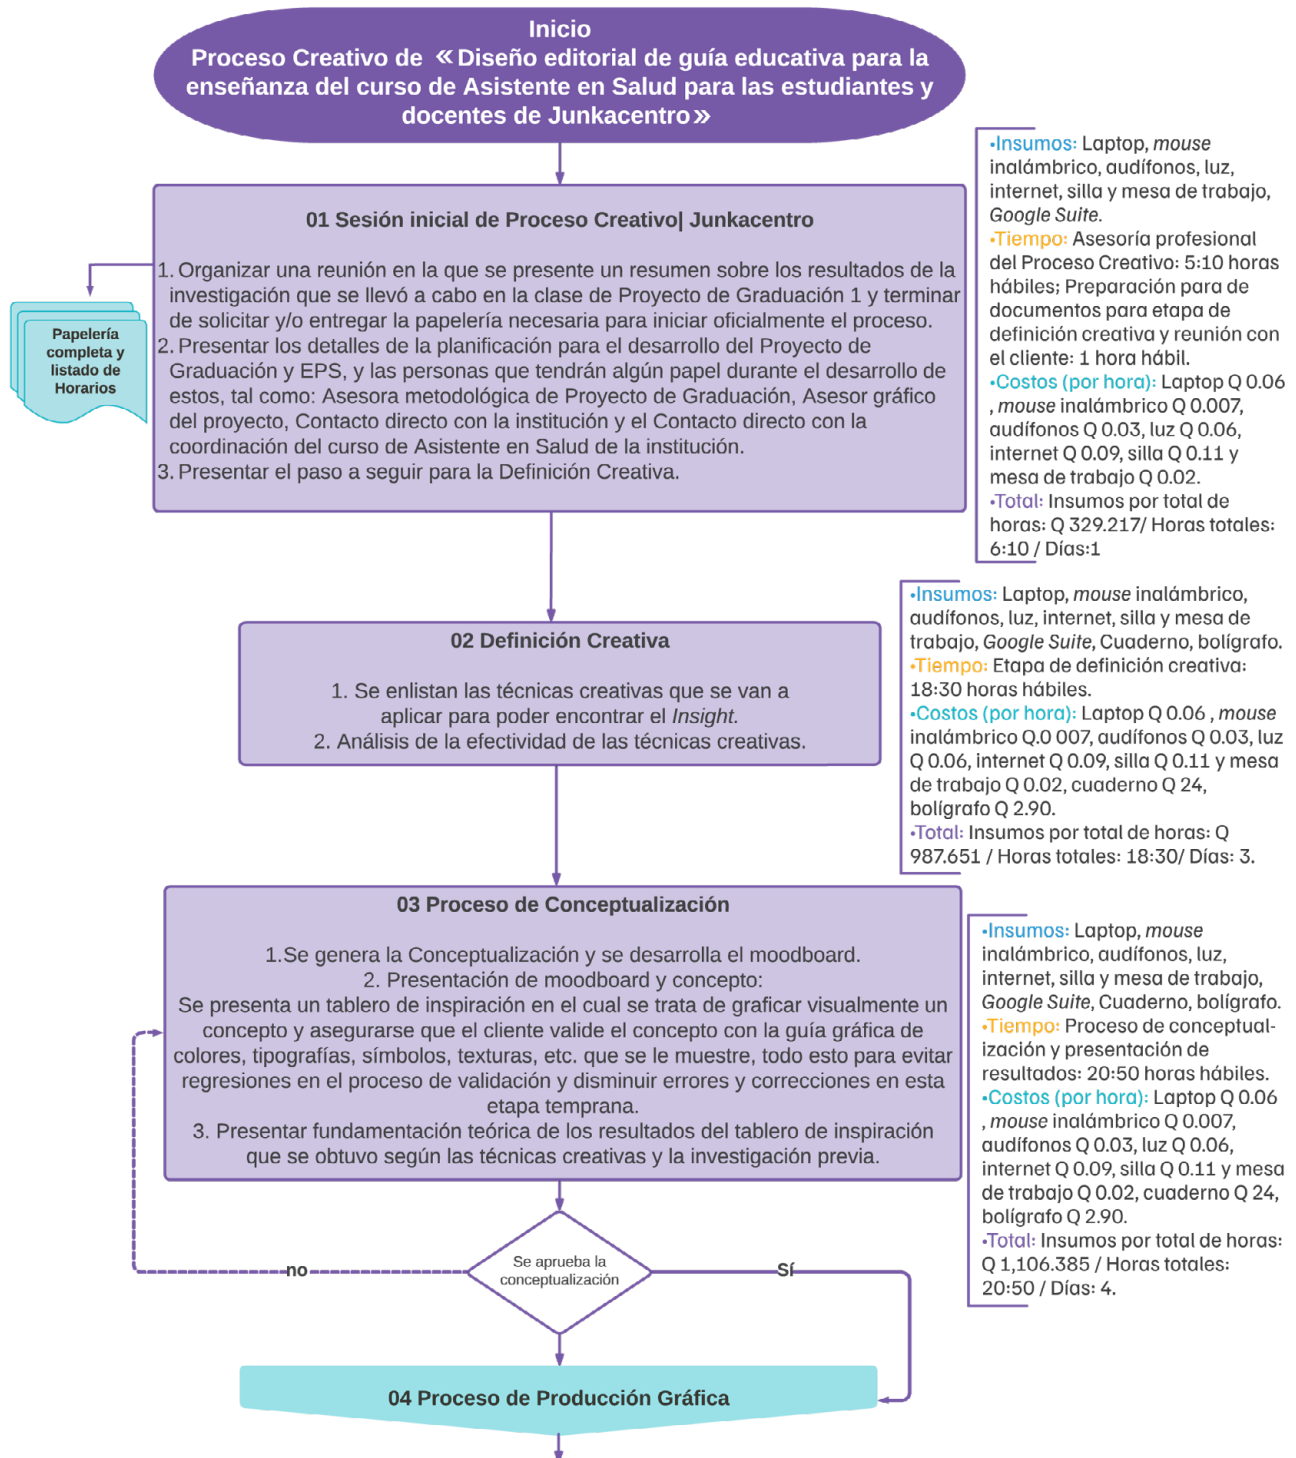 Inicio
Proceso Creativo de «Diseño editorial de guía educativa para la
enseñanza del curso de Asistente en Salud para las estudiantes y
docentes de Junkacentro»
01 Sesión inicial de Proceso Creativo| Junkacentro
1. Organizar una reunión en la que se presente un resumen sobre los resultados de la
investigación que se llevó a cabo en la clase de Proyecto de Graduación 1 y terminar
de solicitar y/o entregar la papelería necesaria para iniciar oficialmente el proceso.
2. Presentar los detalles de la planificación para el desarrollo del Proyecto de
Graduación y EPS, y las personas que tendrán algún papel durante el desarrollo de
estos, tal como: Asesora metodológica de Proyecto de Graduación, Asesor gráfico
del proyecto, Contacto directo con la institución y el Contacto directo con la
coordinación del curso de Asistente en Salud de la institución.
3. Presentar el paso a seguir para la Definición Creativa.
Papelería
completa y
listado de
Horarios
•Insumos: Laptop, mouse
inalámbrico, audífonos, luz,
internet, silla y mesa de trabajo,
Google Suite.
•Tiempo: Asesoría profesional
del Proceso Creativo: 5:10 horas
hábiles; Preparación para de
documentos para etapa de
definición creativa y reunión con
el cliente: 1 hora hábil.
•Costos (por hora): Laptop Q 0.06
, mouse inalámbrico Q 0.007,
audífonos Q 0.03, luz Q 0.06,
internet Q 0.09, silla Q 0.11 y
mesa de trabajo Q 0.02.
•Total: Insumos por total de
horas: Q 329.217/ Horas totales:
6:10 / Días:1
02 Definición Creativa
1. Se enlistan las técnicas creativas que se van a
aplicar para poder encontrar el Insight.
2. Análisis de la efectividad de las técnicas creativas.
•Insumos: Laptop, mouse inalámbrico,
audífonos, luz, internet, silla y mesa de
trabajo, Google Suite, Cuaderno, bolígrafo.
•Tiempo: Etapa de definición creativa:
18:30 horas hábiles.
•Costos (por hora): Laptop Q 0.06 , mouse
inalámbrico Q.0 007, audífonos Q 0.03, luz
Q 0.06, internet Q 0.09, silla Q 0.11 y mesa
de trabajo Q 0.02, cuaderno Q 24,
bolígrafo Q 2.90.
•Total: Insumos por total de horas: Q
987.651 / Horas totales: 18:30/ Días: 3.
03 Proceso de Conceptualización
1.Se genera la Conceptualización y se desarrolla el moodboard.
2. Presentación de moodboard y concepto:
Se presenta un tablero de inspiración en el cual se trata de graficar visualmente un
concepto y asegurarse que el cliente valide el concepto con la guía gráfica de
colores, tipografías, símbolos, texturas, etc. que se le muestre, todo esto para evitar
regresiones en el proceso de validación y disminuir errores y correcciones en esta
etapa temprana.
3. Presentar fundamentación teórica de los resultados del tablero de inspiración
que se obtuvo según las técnicas creativas y la investigación previa.
•Insumos: Laptop, mouse
inalámbrico, audífonos, luz,
internet, silla y mesa de trabajo,
Google Suite, Cuaderno, bolígrafo.
•Tiempo: Proceso de conceptual-
ización y presentación de
resultados: 20:50 horas hábiles.
•Costos (por hora): Laptop Q 0.06
, mouse inalámbrico Q 0.007,
audífonos Q 0.03, luz Q 0.06,
internet Q 0.09, silla Q 0.11 y mesa
de trabajo Q 0.02, cuaderno Q 24,
bolígrafo Q 2.90.
•Total: Insumos por total de horas:
Q 1,106.385 / Horas totales:
20:50 / Días: 4.
Se aprueba la
conceptualización
no
Sí
04 Proceso de Producción Gráfica